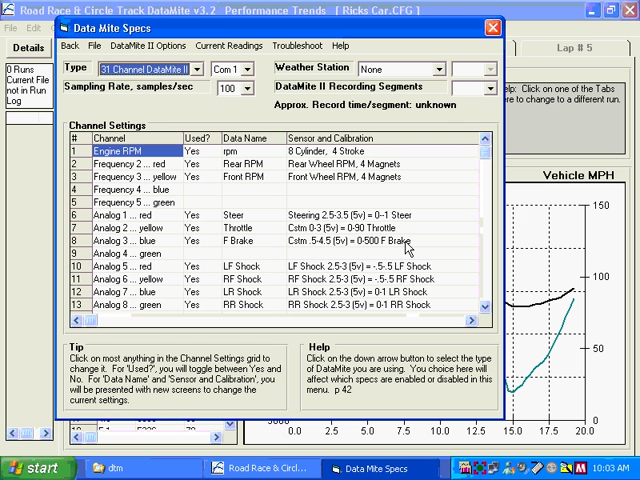 Road Race & Circle Track DataMite v3.2   Performance Trends   [ Ricks Car.CFG ]
File
Data Mite Specs
Back   File   DataMite II Options   Current Readings   Troubleshoot   Help
Details
Lap # 5
Type   31 Channel DataMite II   Com 1   Weather Station   None
Sampling Rate, samples/sec   100   DataMite II Recording Segments
Approx. Record time/segment: unknown
0 Runs
Current File
not in Run
Log
Help: Click on one of the Tabs
ere to change to a different run.
Channel Settings
#   Channel   Used?   Data Name   Sensor and Calibration
1   Engine RPM   Yes   rpm   8 Cylinder,  4 Stroke
2   Frequency 2 ... red   Yes   Rear RPM   Rear Wheel RPM, 4 Magnets
3   Frequency 3 ... yellow   Yes   Front RPM   Front Wheel RPM, 4 Magnets
4   Frequency 4 ... blue
5   Frequency 5 ... green
6   Analog 1 ... red   Yes   Steer   Steering 2.5-3.5 (5v) = 0--1 Steer
7   Analog 2 ... yellow   Yes   Throttle   Cstm 0-3 (5v) = 0-90 Throttle
8   Analog 3 ... blue   Yes   F Brake   Cstm .5-4.5 (5v) = 0-500 F Brake
9   Analog 4 ... green
10   Analog 5 ... red   Yes   LF Shock   LF Shock 2.5-3 (5v) = -.5-.5 LF Shock
11   Analog 6 ... yellow   Yes   RF Shock   RF Shock 2.5-3 (5v) = -.5-.5 RF Shock
12   Analog 7 ... blue   Yes   LR Shock   LR Shock 2.5-3 (5v) = 0-1 LR Shock
13   Analog 8 ... green   Yes   RR Shock   RR Shock 2.5-3 (5v) = 0-1 RR Shock
Vehicle MPH
150
100
50
0
Tip
Click on most anything in the Channel Settings grid to
change it.  For 'Used?', you will toggle between Yes and
No.  For 'Data Name' and 'Sensor and Calibration', you
will be presented with new screens to change the
current settings.
Help
Click on the down arrow button to select the type
of DataMite you are using.  You choice here will
affect which specs are enabled or disabled in this
menu.  p 42
0.0   2.5   5.0   7.5   10.0   12.5   15.0   17.5   20.0
start   dtm   Road Race & Circl...   Data Mite Specs   10:03 AM